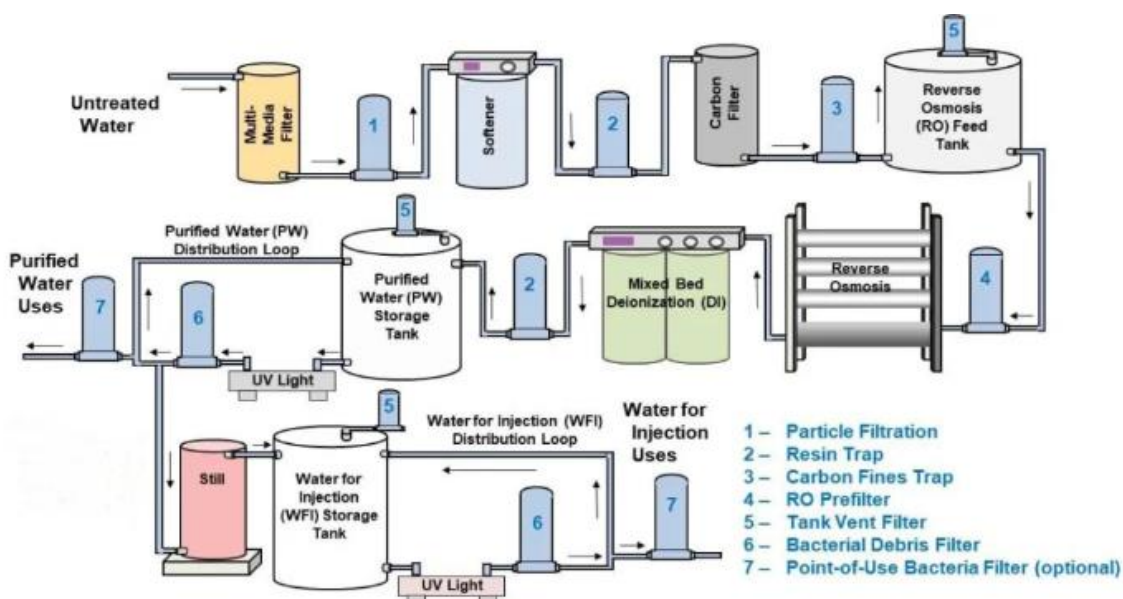 5
Untreated
Water
Multi-
Media
Filter
1
Softener
2
Carbon
Filter
3
Reverse
Osmosis
(RO) Feed
Tank
Purified Water (PW)
Distribution Loop
5
Purified
Water
Uses
7
6
UV Light
Purified
Water (PW)
Storage
Tank
2
Mixed Bed
Deionization (DI)
Reverse
Osmosis
4
Still
5
Water for
Injection
(WFI) Storage
Tank
Water for Injection (WFI)
Distribution Loop
UV Light
6
Water for
Injection
Uses
7
1 – Particle Filtration
2 – Resin Trap
3 – Carbon Fines Trap
4 – RO Prefilter
5 – Tank Vent Filter
6 – Bacterial Debris Filter
7 – Point-of-Use Bacteria Filter (optional)